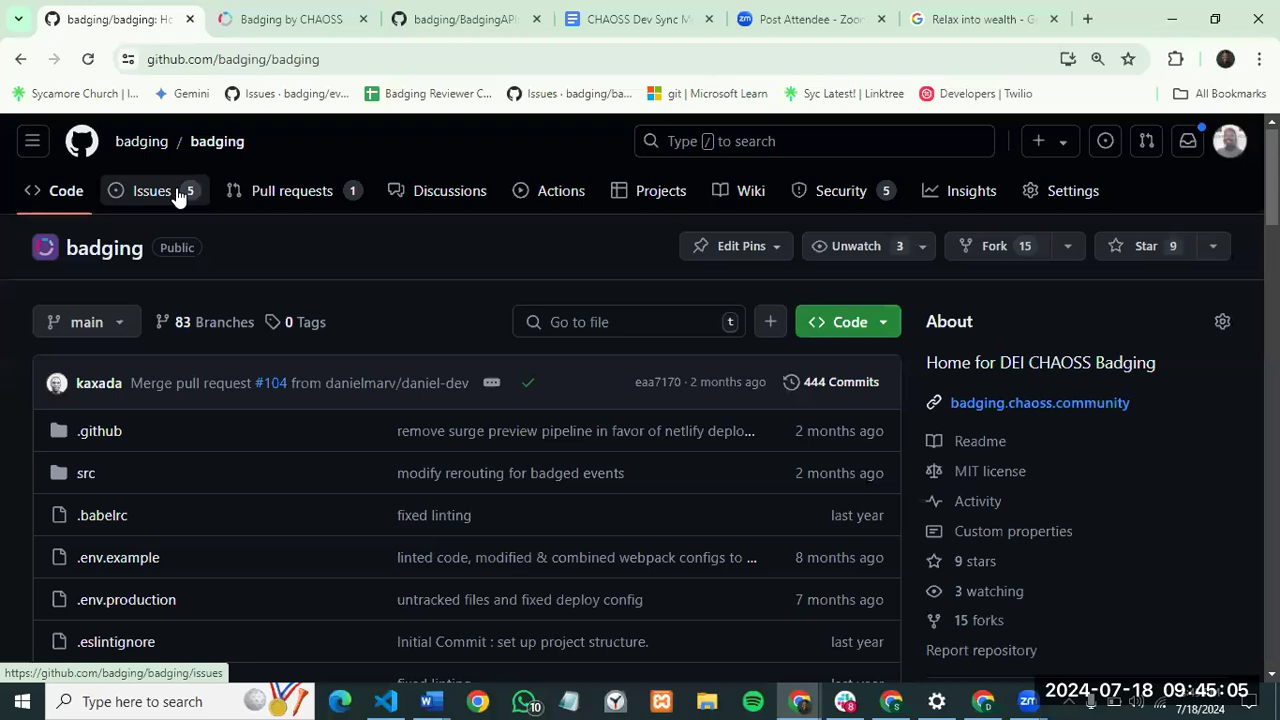 badging/badging: Ho
Badging by CHAOSS
badging/BadgingAPI:
CHAOSS Dev Sync M
Post Attendee - Zoom
Relax into wealth - G
github.com/badging/badging
Sycamore Church | I...
Gemini
Issues · badging/ev...
Badging Reviewer C...
Issues · badging/ba...
git | Microsoft Learn
Syc Latest! | Linktree
Developers | Twilio
All Bookmarks
badging / badging
Type / to search
Code
Issues 5
Pull requests 1
Discussions
Actions
Projects
Wiki
Security 5
Insights
Settings
badging Public
Edit Pins
Unwatch 3
Fork 15
Star 9
main
83 Branches
0 Tags
Go to file t
Code
About
Home for DEI CHAOSS Badging
badging.chaoss.community
kaxada Merge pull request #104 from danielmarv/daniel-dev
eaa7170 · 2 months ago
444 Commits
.github remove surge preview pipeline in favor of netlify deplo... 2 months ago
src modify rerouting for badged events 2 months ago
.babelrc fixed linting last year
.env.example linted code, modified & combined webpack configs to ... 8 months ago
.env.production untracked files and fixed deploy config 7 months ago
.eslintignore Initial Commit : set up project structure. last year
fixed linting last year
Readme
MIT license
Activity
Custom properties
9 stars
3 watching
15 forks
Report repository
https://github.com/badging/badging/issues
Type here to search
10
8
2024-07-18 09:45:05
7/18/2024